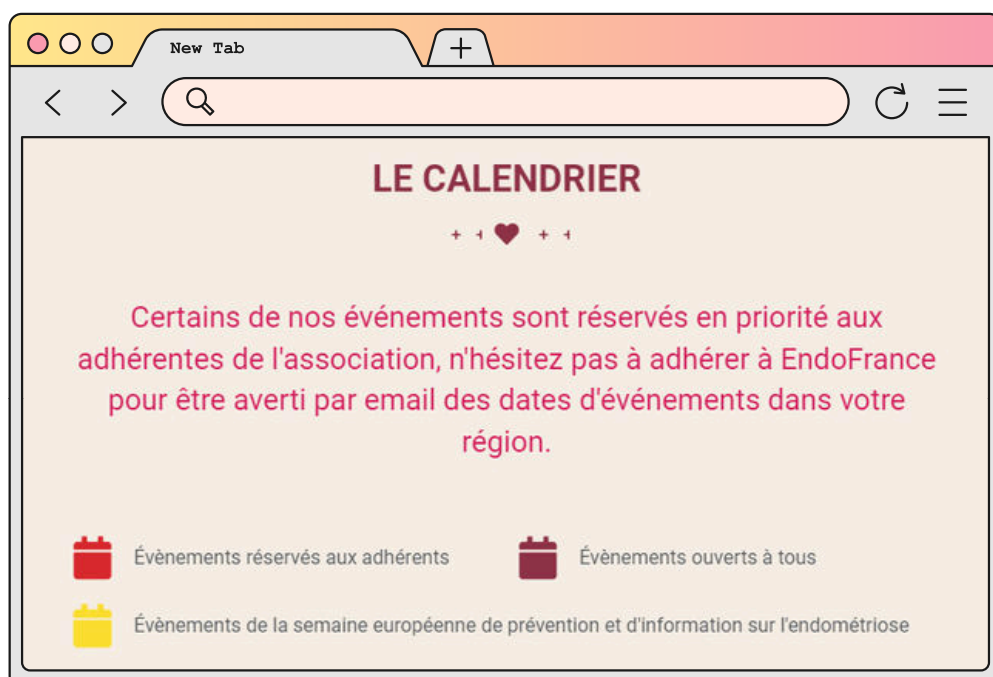 New Tab
LE CALENDRIER
Certains de nos événements sont réservés en priorité aux
adhérentes de l'association, n'hésitez pas à adhérer à EndoFrance
pour être averti par email des dates d'événements dans votre
région.
Évènements réservés aux adhérents
Évènements ouverts à tous
Évènements de la semaine européenne de prévention et d'information sur l'endométriose